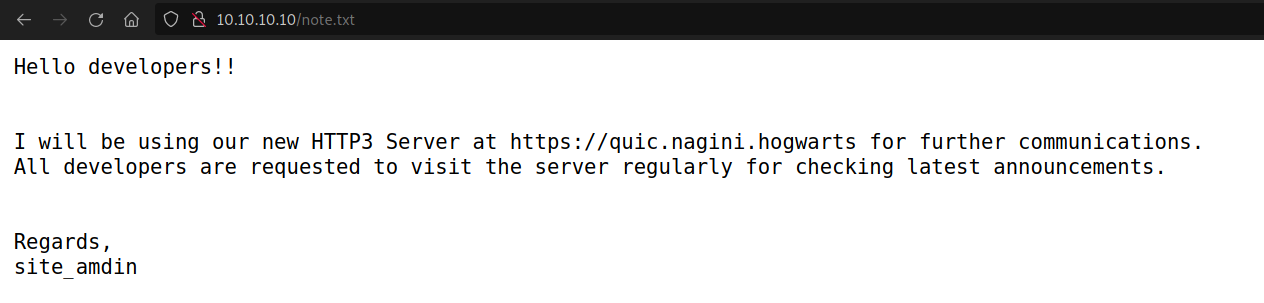 10.10.10.10/note.txt
Hello developers!!
I will be using our new HTTP3 Server at https://quic.nagini.hogwarts for further communications.
All developers are requested to visit the server regularly for checking latest announcements.
Regards,
site_amdin